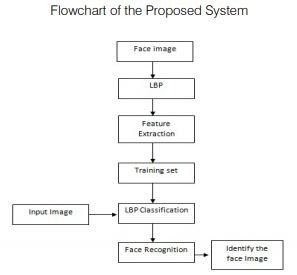 Flowchart of the Proposed System
Face image
LBP
Feature
Extraction
Training set
Input Image
LBP Classification
Face Recognition
Identify the
face Image